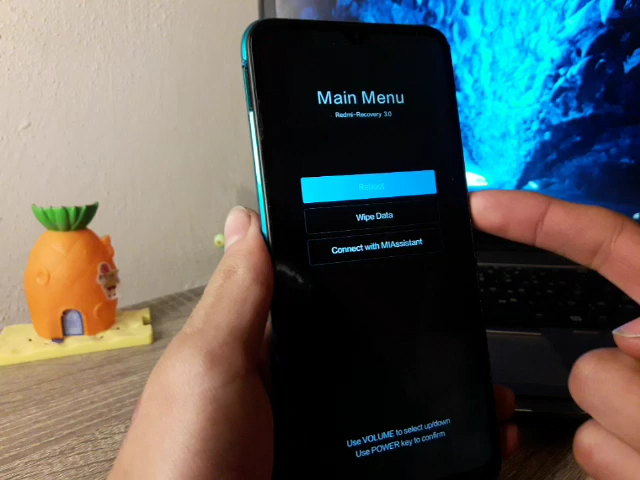 Main Menu
Redmi-Recovery 3.0
Reboot
Wipe Data
Connect with MIAssistant
Use VOLUME to select up/down
Use POWER key to confirm